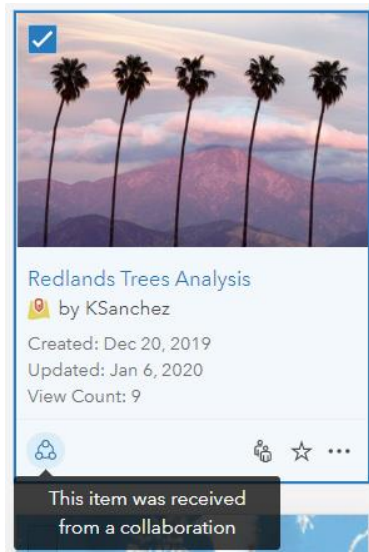 Redlands Trees Analysis
by KSanchez
Created: Dec 20, 2019
Updated: Jan 6, 2020
View Count: 9
This item was received
from a collaboration